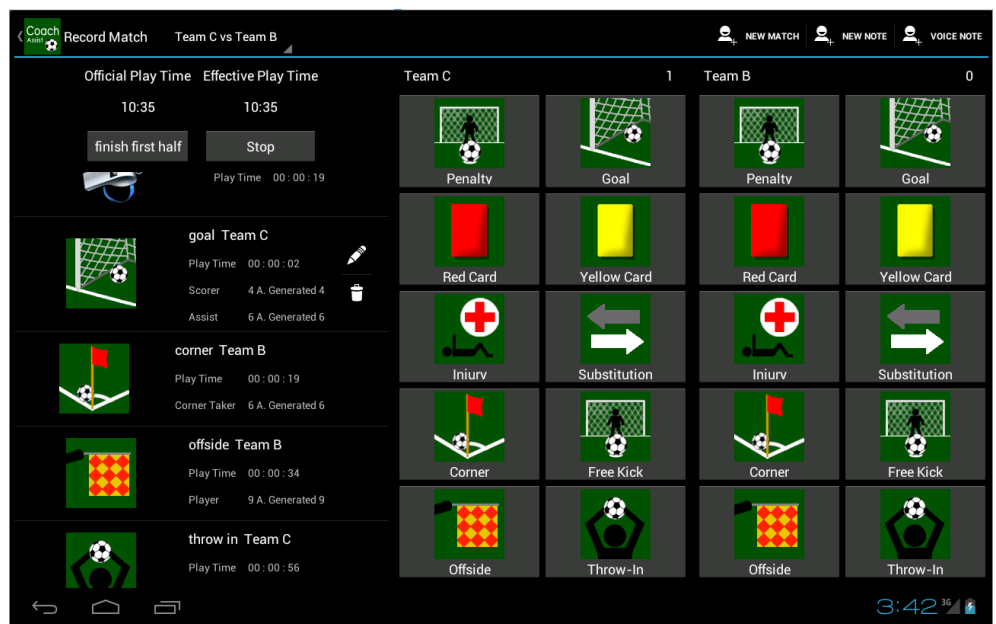 Coach
Assist
Record Match
Team C vs Team B
NEW MATCH
NEW NOTE
VOICE NOTE
Official Play Time Effective Play Time
10:35 10:35
finish first half Stop
Play Time 00 : 00 : 19
goal Team C
Play Time 00 : 00 : 02
Scorer 4 A. Generated 4
Assist 6 A. Generated 6
corner Team B
Play Time 00 : 00 : 19
Corner Taker 6 A. Generated 6
offside Team B
Play Time 00 : 00 : 34
Player 9 A. Generated 9
throw in Team C
Play Time 00 : 00 : 56
Team C 1
Penalty Goal
Red Card Yellow Card
Injury Substitution
Corner Free Kick
Offside Throw-In
Team B 0
Penalty Goal
Red Card Yellow Card
Injury Substitution
Corner Free Kick
Offside Throw-In
3:42 3G